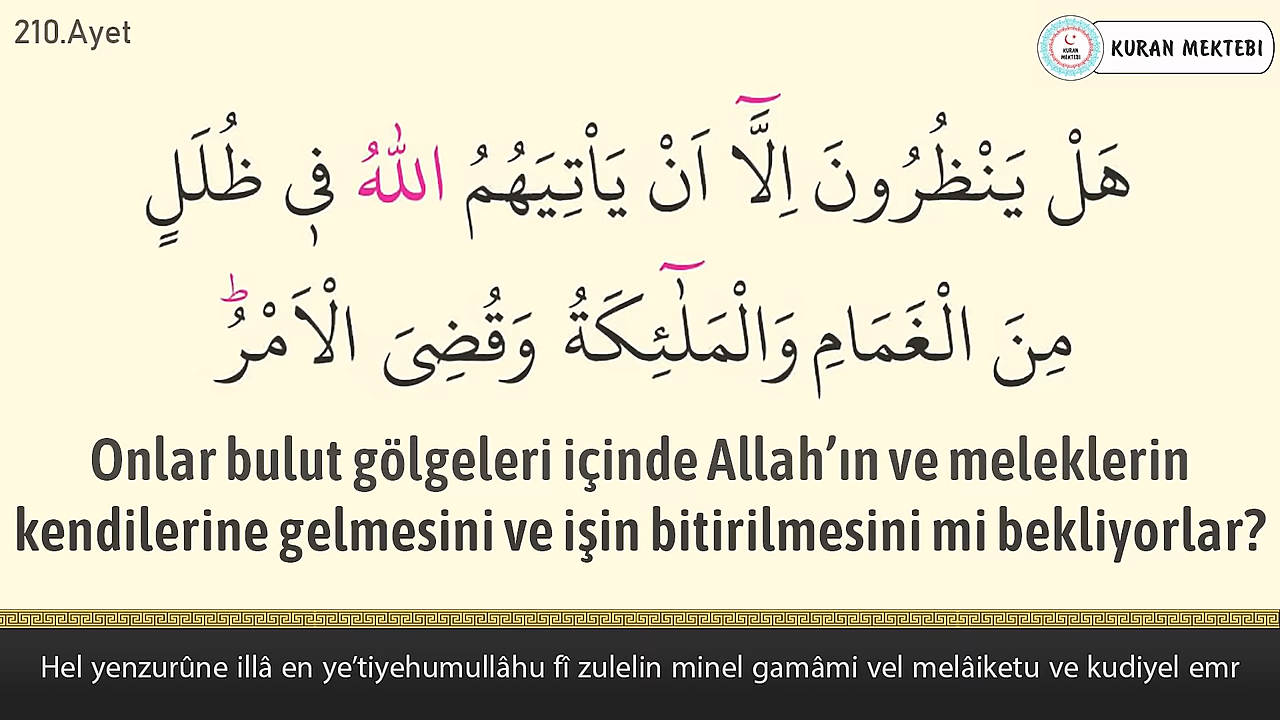 210.Ayet
KURAN MEKTEBI
KURAN
MEKTEBI
هَلْ يَنْظُرُونَ اِلَّٓا اَنْ يَأْتِيَهُمُ اللّٰهُ ف۪ى ظُلَلٍ
مِنَ الْغَمَامِ وَالْمَلٰٓئِكَةُ وَقُضِىَ الْاَمْرُۜ
Onlar bulut gölgeleri içinde Allah’ın ve meleklerin
kendilerine gelmesini ve işin bitirilmesini mi bekliyorlar?
Hel yenzurûne illâ en ye’tiyehumullâhu fî zulelin minel gamâmi vel melâiketu ve kudiyel emr